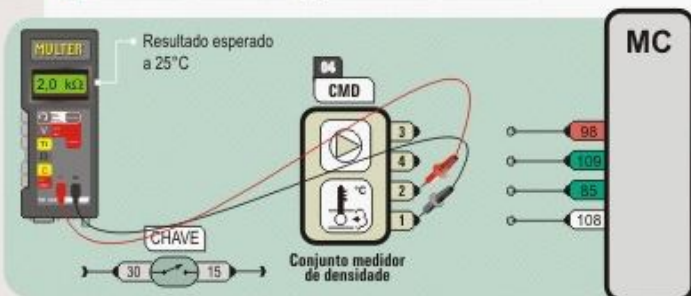 MULTER
2,0 kΩ
Resultado esperado
a 25°C
04
CMD
°C
3
4
2
1
Conjunto medidor
de densidade
CHAVE
30
15
MC
98
109
85
108